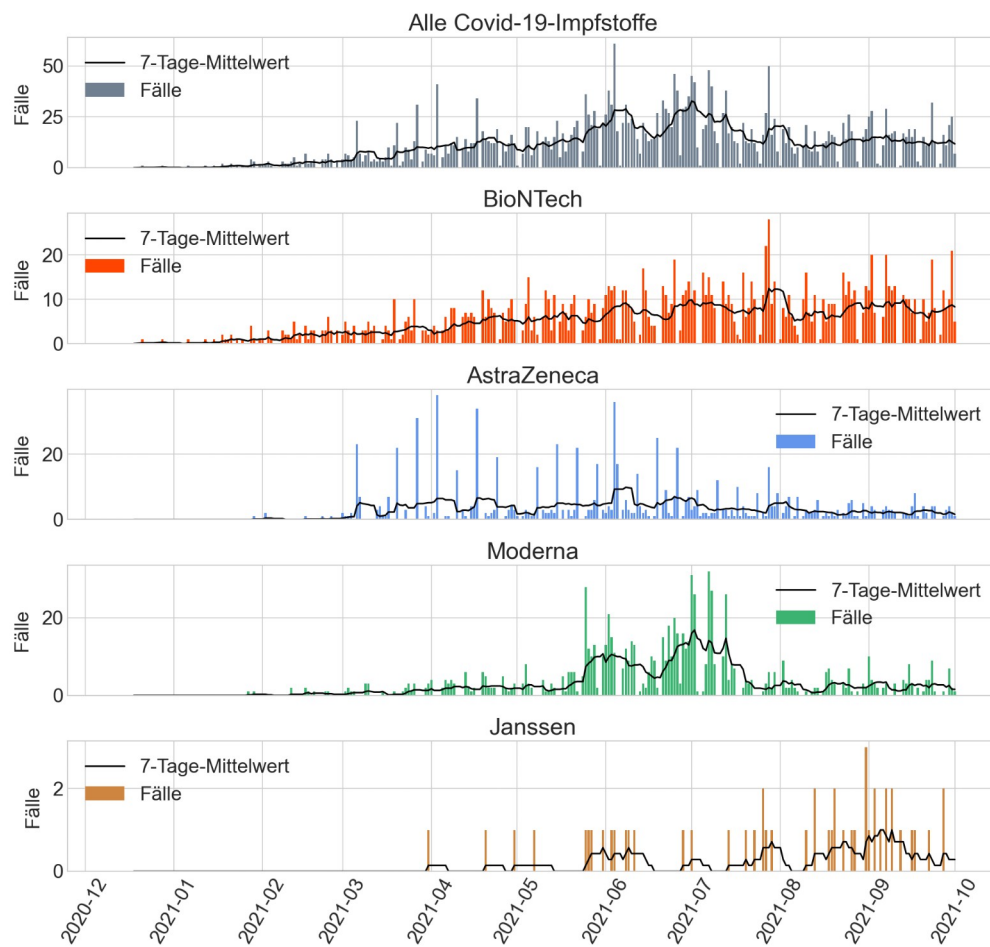 Alle Covid-19-Impfstoffe
Fälle
50
25
0
7-Tage-Mittelwert
Fälle
BioNTech
Fälle
20
10
0
7-Tage-Mittelwert
Fälle
AstraZeneca
Fälle
20
0
7-Tage-Mittelwert
Fälle
Moderna
Fälle
20
0
7-Tage-Mittelwert
Fälle
Janssen
Fälle
2
0
7-Tage-Mittelwert
Fälle
2020-12
2021-01
2021-02
2021-03
2021-04
2021-05
2021-06
2021-07
2021-08
2021-09
2021-10